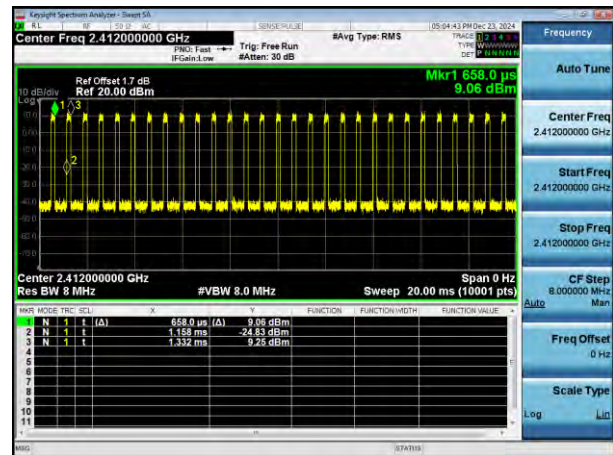 Keysight Spectrum Analyzer - Swept SA
RL RF 50 Ω AC SENSE:PULSE 05:04:43 PM Dec 23, 2024
Center Freq 2.412000000 GHz #Avg Type: RMS TRACE 1 2 3 4 5 6
PNO: Fast Trig: Free Run TYPE WWWWWW
IFGain:Low #Atten: 30 dB DET P N N N N N
Mkr1 658.0 µs
Ref Offset 1.7 dB
10 dB/div Ref 20.00 dBm 9.06 dBm
Log
1 3
2
Center 2.412000000 GHz Span 0 Hz
Res BW 8 MHz #VBW 8.0 MHz Sweep 20.00 ms (10001 pts)
MKR MODE TRC SCL X Y FUNCTION FUNCTION WIDTH FUNCTION VALUE
1 N 1 t (Δ) 658.0 µs (Δ) 9.06 dBm
2 N 1 t 1.158 ms -24.83 dBm
3 N 1 t 1.332 ms 9.25 dBm
4
5
6
7
8
9
10
11
MSG STATUS
Frequency
Auto Tune
Center Freq
2.412000000 GHz
Start Freq
2.412000000 GHz
Stop Freq
2.412000000 GHz
CF Step
8.000000 MHz
Auto Man
Freq Offset
0 Hz
Scale Type
Log Lin